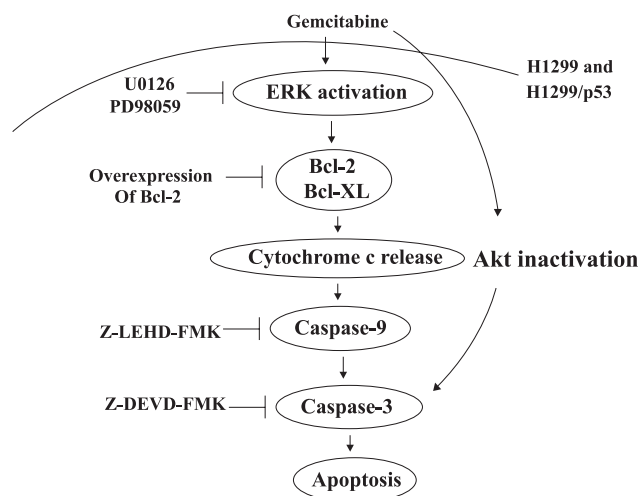 Gemcitabine
H1299 and
H1299/p53
U0126
PD98059
ERK activation
Overexpression
Of Bcl-2
Bcl-2
Bcl-XL
Cytochrome c release
Akt inactivation
Z-LEHD-FMK
Caspase-9
Z-DEVD-FMK
Caspase-3
Apoptosis